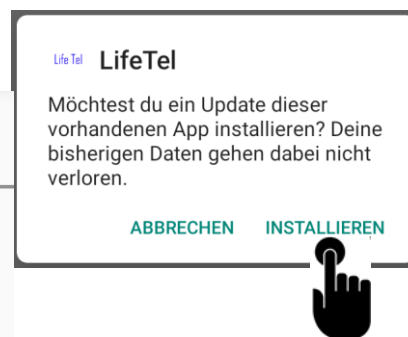 Life Tel LifeTel
Möchtest du ein Update dieser
vorhandenen App installieren? Deine
bisherigen Daten gehen dabei nicht
verloren.
ABBRECHEN INSTALLIEREN